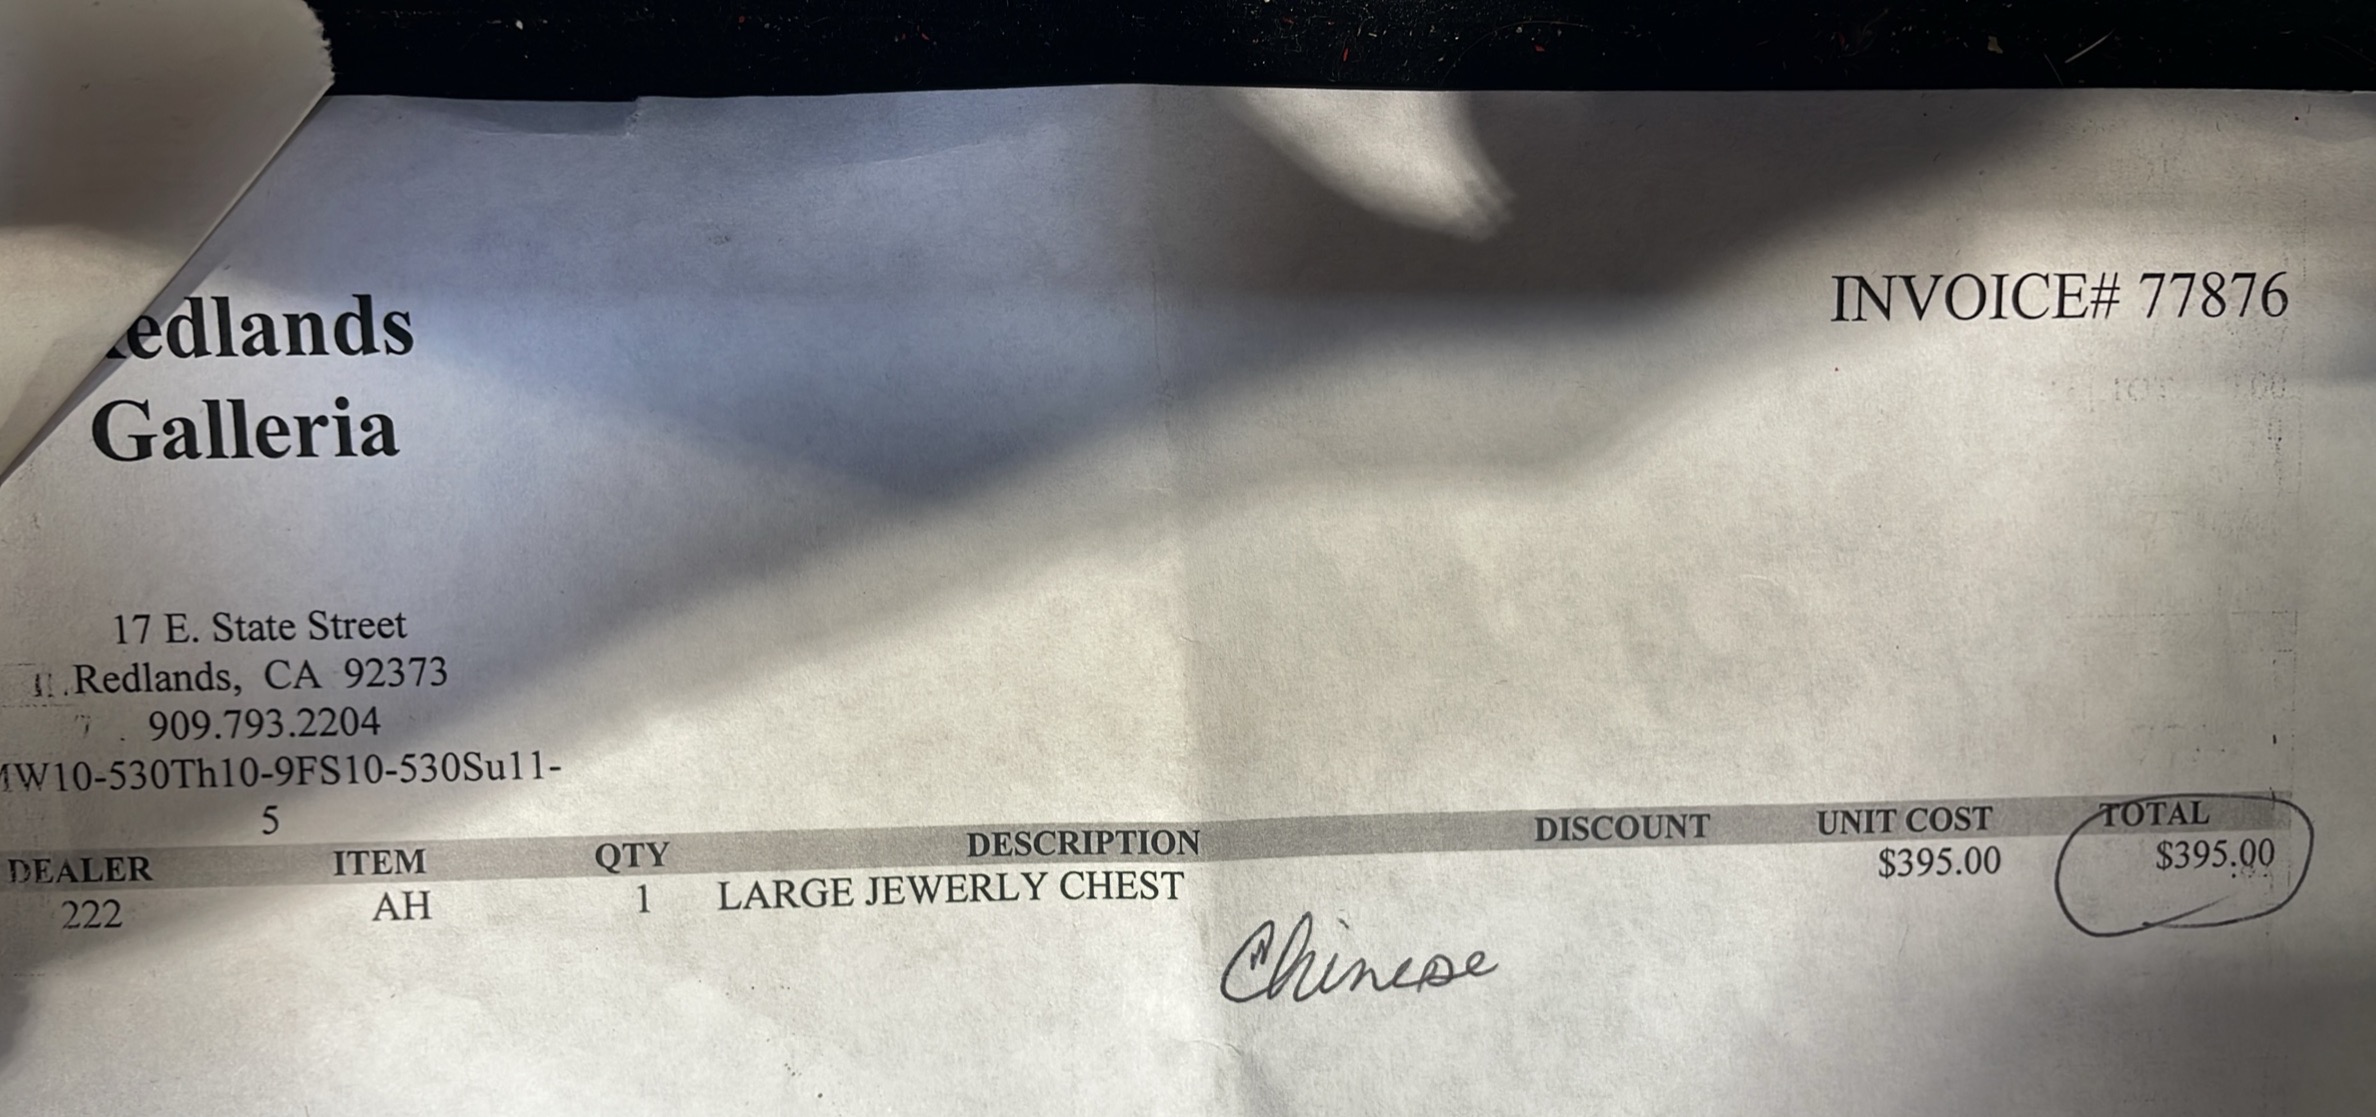 edlands
Galleria
INVOICE# 77876
17 E. State Street
Redlands, CA 92373
909.793.2204
MW10-530Th10-9FS10-530Su11-
5
DEALER ITEM QTY DESCRIPTION DISCOUNT UNIT COST TOTAL
222 AH 1 LARGE JEWERLY CHEST $395.00 $395.00
Chinese